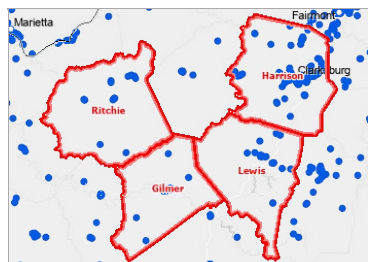 Fairmont
Marietta
Clarksburg
Harrison
Ritchie
Lewis
Gilmer